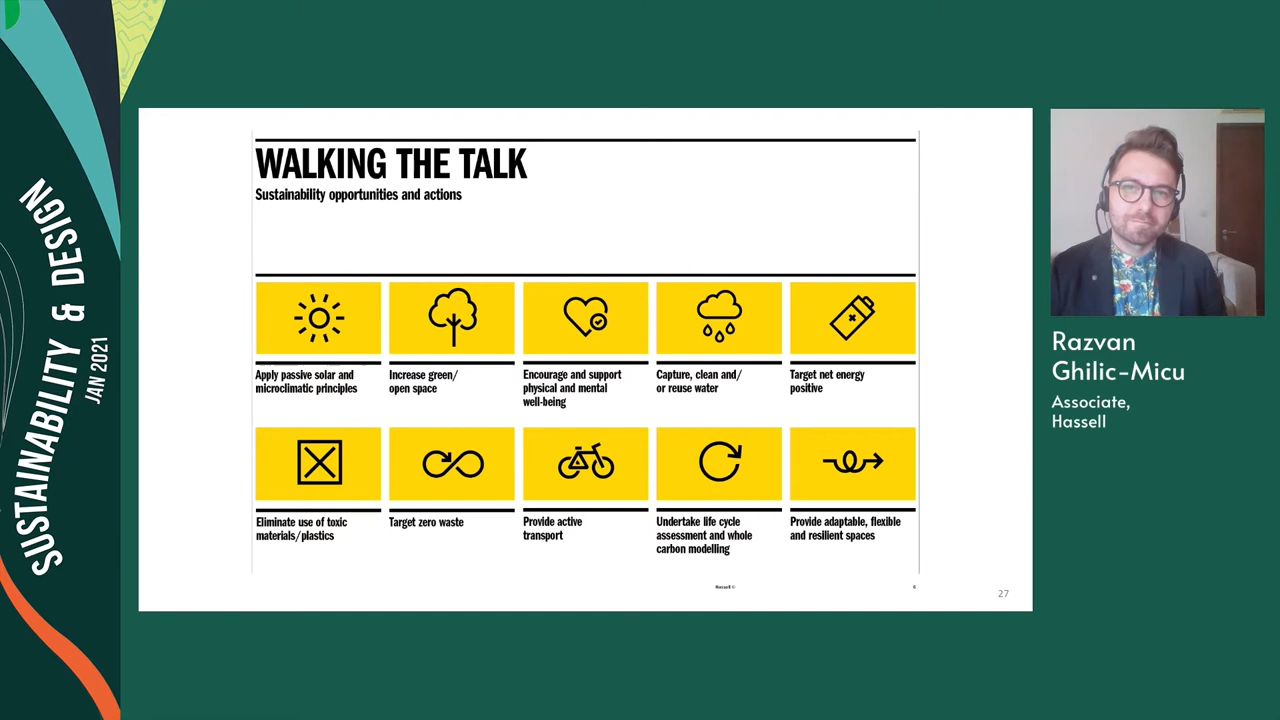 SUSTAINABILITY & DESIGN
JAN 2021
WALKING THE TALK
Sustainability opportunities and actions
Apply passive solar and
microclimatic principles
Increase green/
open space
Encourage and support
physical and mental
well-being
Capture, clean and/
or reuse water
Target net energy
positive
Eliminate use of toxic
materials/plastics
Target zero waste
Provide active
transport
Undertake life cycle
assessment and whole
carbon modelling
Provide adaptable, flexible
and resilient spaces
Hassell ©
6
27
Razvan
Ghilic-Micu
Associate,
Hassell